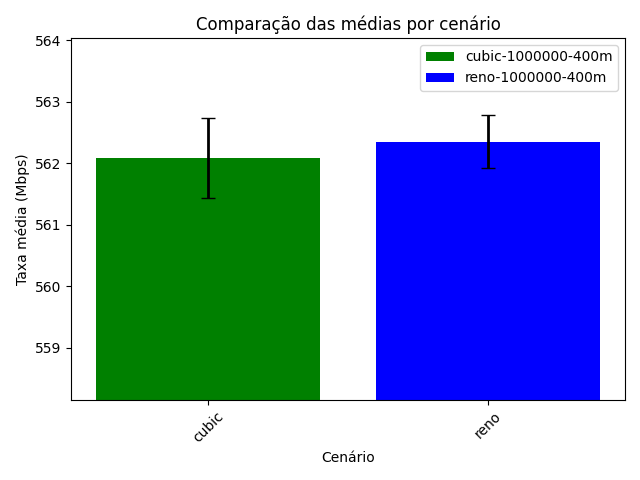 Comparação das médias por cenário
564
563
562
561
560
559
Taxa média (Mbps)
cubic-1000000-400m
reno-1000000-400m
cubic
reno
Cenário